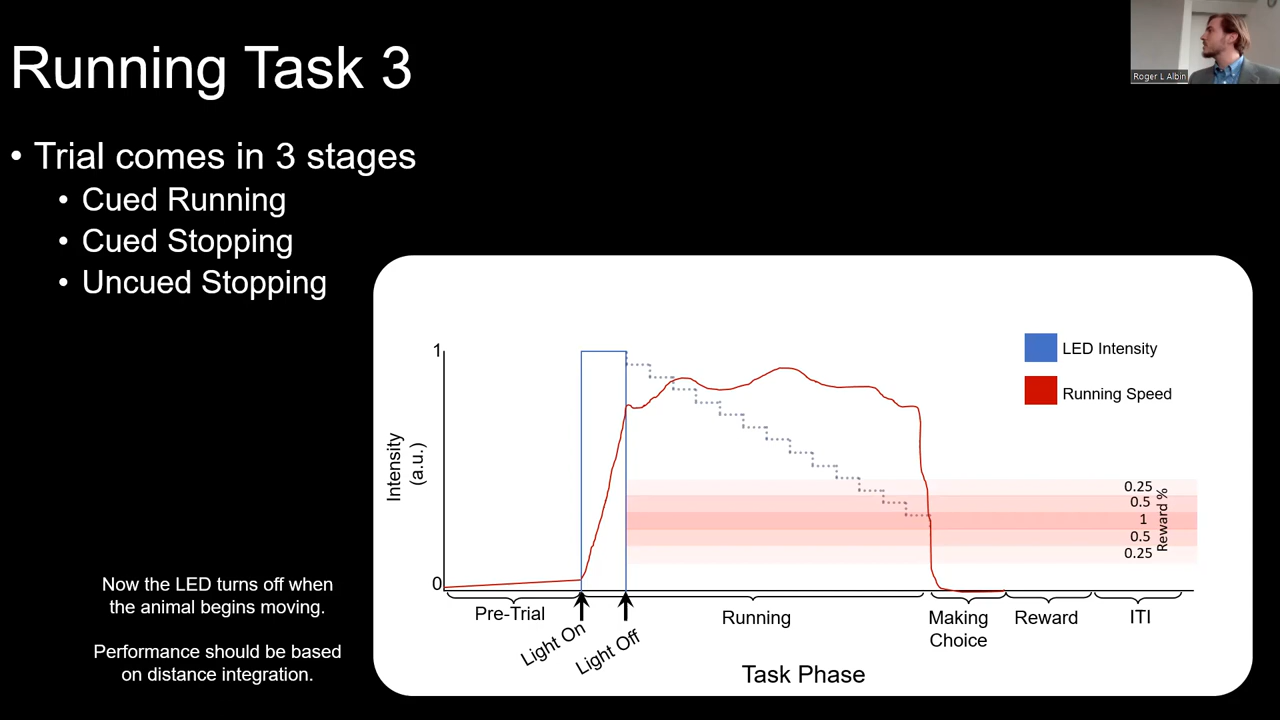 Running Task 3
Roger L Albin
• Trial comes in 3 stages
• Cued Running
• Cued Stopping
• Uncued Stopping
LED Intensity
Running Speed
1
Intensity
(a.u.)
0
0.25
0.5
1
0.5
0.25
Reward %
Pre-Trial
Running
Making
Choice
Reward
ITI
Light On
Light Off
Task Phase
Now the LED turns off when
the animal begins moving.
Performance should be based
on distance integration.